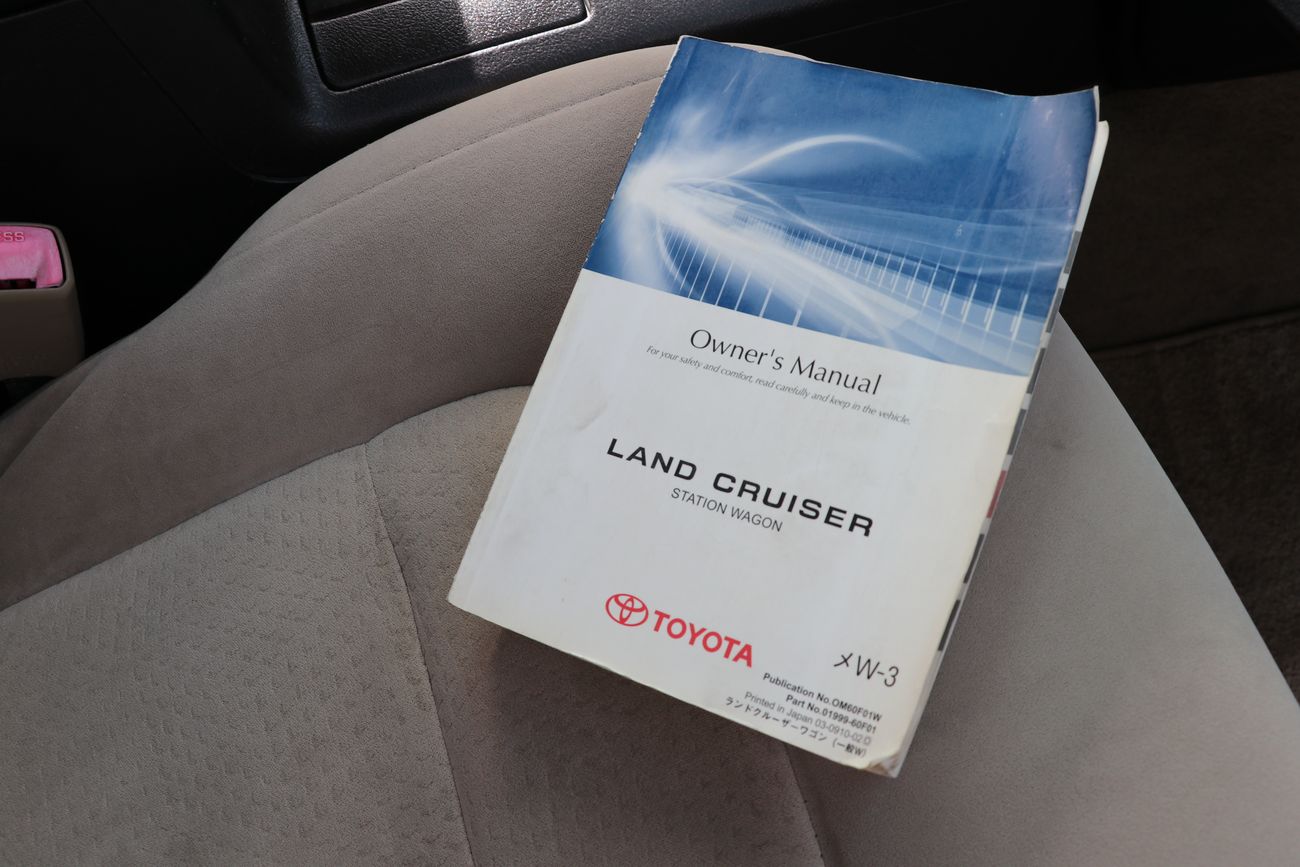 Owner's Manual
For your safety and comfort, read carefully and keep in the vehicle.
LAND CRUISER
STATION WAGON
TOYOTA
メW-3
Publication No.OM60F01W
Part No.01999-60F01
Printed in Japan 03-0910-02
ランドクルーザーワゴン (一般W)